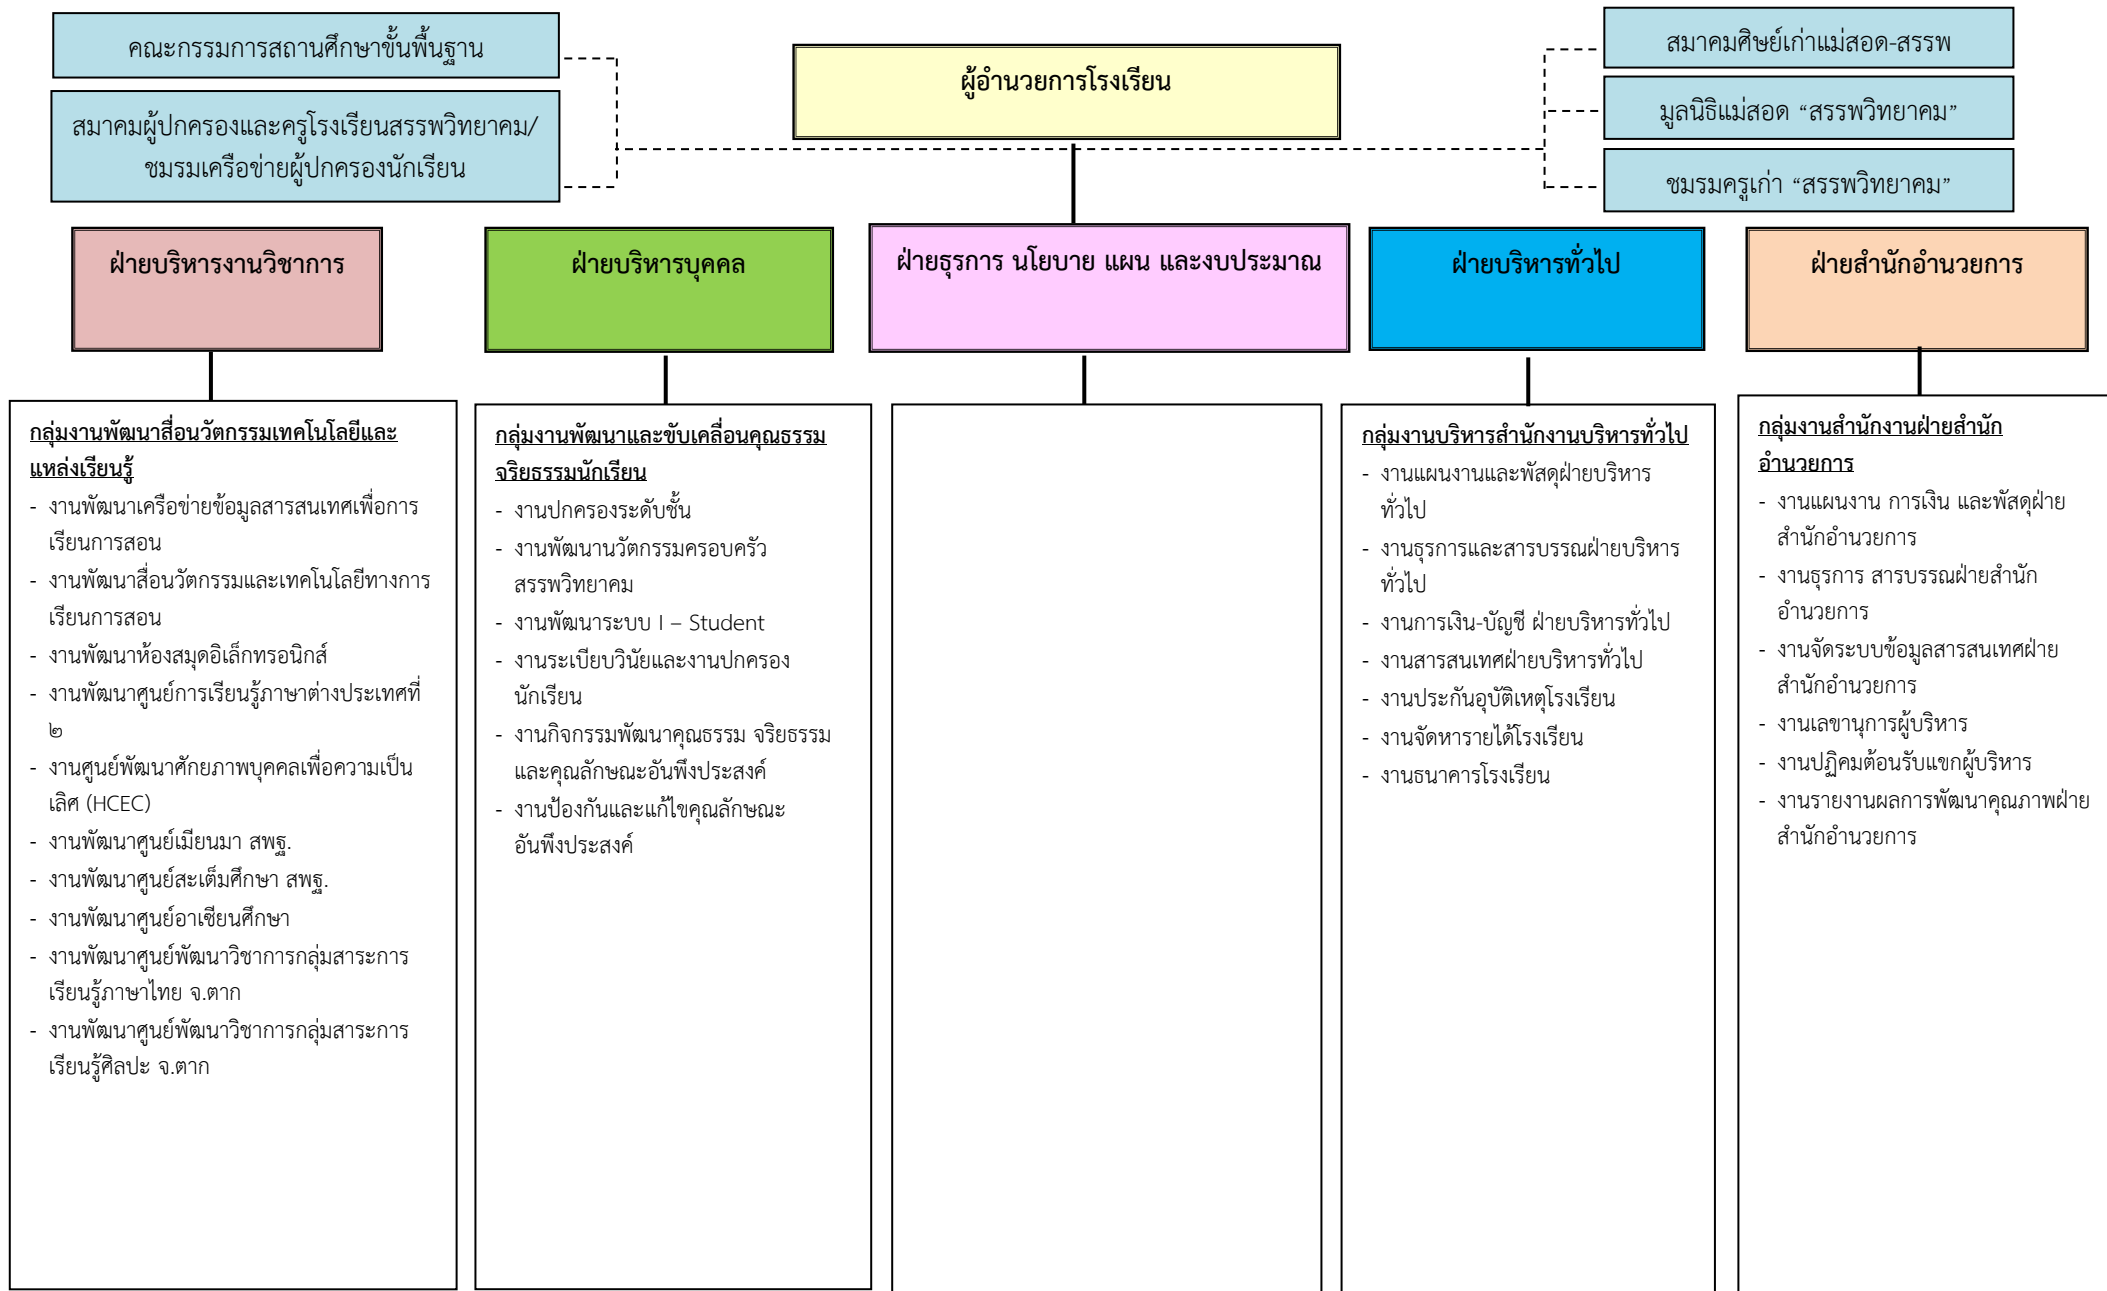 คณะกรรมการสถานศึกษาขั้นพื้นฐาน
สมาคมผู้ปกครองและครูโรงเรียนสรรพวิทยาคม/
ชมรมเครือข่ายผู้ปกครองนักเรียน
ผู้อำนวยการโรงเรียน
สมาคมศิษย์เก่าแม่สอด-สรรพ
มูลนิธิแม่สอด “สรรพวิทยาคม”
ชมรมครูเก่า “สรรพวิทยาคม”
ฝ่ายบริหารงานวิชาการ
ฝ่ายบริหารบุคคล
ฝ่ายธุรการ นโยบาย แผน และงบประมาณ
ฝ่ายบริหารทั่วไป
ฝ่ายสำนักอำนวยการ
กลุ่มงานพัฒนาสื่อนวัตกรรมเทคโนโลยีและ
แหล่งเรียนรู้
- งานพัฒนาเครือข่ายข้อมูลสารสนเทศเพื่อการ
เรียนการสอน
- งานพัฒนาสื่อนวัตกรรมและเทคโนโลยีทางการ
เรียนการสอน
- งานพัฒนาห้องสมุดอิเล็กทรอนิกส์
- งานพัฒนาศูนย์การเรียนรู้ภาษาต่างประเทศที่
๒
- งานศูนย์พัฒนาศักยภาพบุคคลเพื่อความเป็น
เลิศ (HCEC)
- งานพัฒนาศูนย์เมียนมา สพฐ.
- งานพัฒนาศูนย์สะเต็มศึกษา สพฐ.
- งานพัฒนาศูนย์อาเซียนศึกษา
- งานพัฒนาศูนย์พัฒนาวิชาการกลุ่มสาระการ
เรียนรู้ภาษาไทย จ.ตาก
- งานพัฒนาศูนย์พัฒนาวิชาการกลุ่มสาระการ
เรียนรู้ศิลปะ จ.ตาก
กลุ่มงานพัฒนาและขับเคลื่อนคุณธรรม
จริยธรรมนักเรียน
- งานปกครองระดับชั้น
- งานพัฒนานวัตกรรมครอบครัว
สรรพวิทยาคม
- งานพัฒนาระบบ I – Student
- งานระเบียบวินัยและงานปกครอง
นักเรียน
- งานกิจกรรมพัฒนาคุณธรรม จริยธรรม
และคุณลักษณะอันพึงประสงค์
- งานป้องกันและแก้ไขคุณลักษณะ
อันพึงประสงค์
กลุ่มงานบริหารสำนักงานบริหารทั่วไป
- งานแผนงานและพัสดุฝ่ายบริหาร
ทั่วไป
- งานธุรการและสารบรรณฝ่ายบริหาร
ทั่วไป
- งานการเงิน-บัญชี ฝ่ายบริหารทั่วไป
- งานสารสนเทศฝ่ายบริหารทั่วไป
- งานประกันอุบัติเหตุโรงเรียน
- งานจัดหารายได้โรงเรียน
- งานธนาคารโรงเรียน
กลุ่มงานสำนักงานฝ่ายสำนัก
อำนวยการ
- งานแผนงาน การเงิน และพัสดุฝ่าย
สำนักอำนวยการ
- งานธุรการ สารบรรณฝ่ายสำนัก
อำนวยการ
- งานจัดระบบข้อมูลสารสนเทศฝ่าย
สำนักอำนวยการ
- งานเลขานุการผู้บริหาร
- งานปฏิคมต้อนรับแขกผู้บริหาร
- งานรายงานผลการพัฒนาคุณภาพฝ่าย
สำนักอำนวยการ